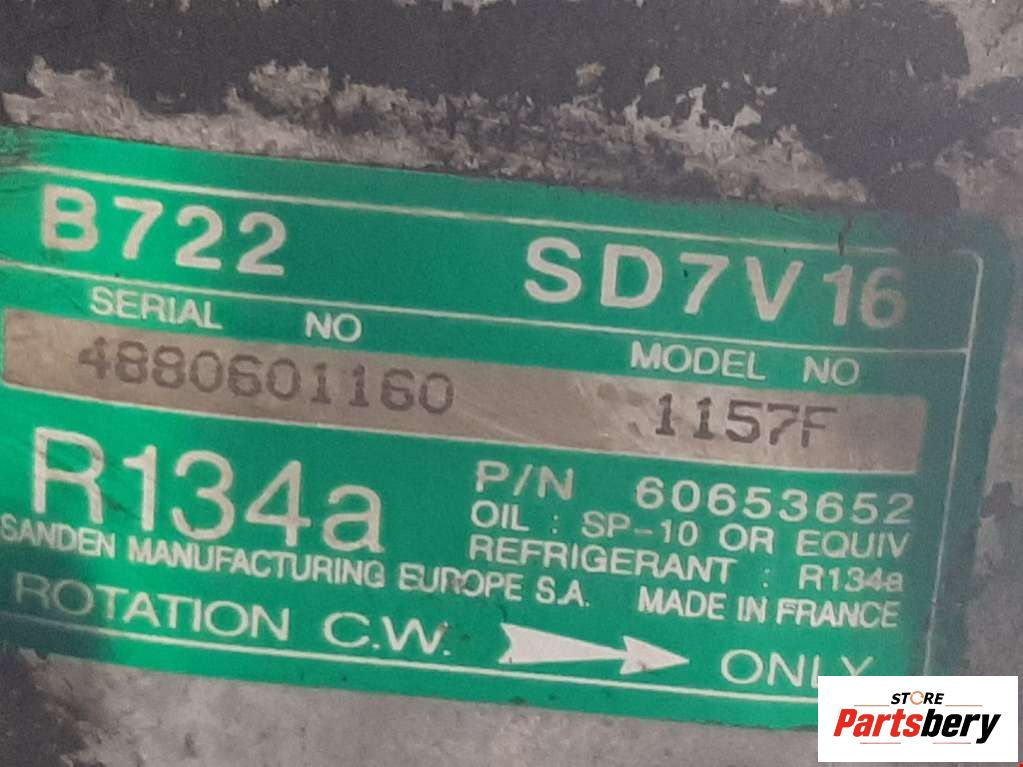 B722 SD7V16
SERIAL NO MODEL NO
4880601160 1157F
R134a P/N 60653652
OIL : SP-10 OR EQUIV
REFRIGERANT : R134a
SANDEN MANUFACTURING EUROPE S.A. MADE IN FRANCE
ROTATION C.W. ONLY
STORE
Partsbery